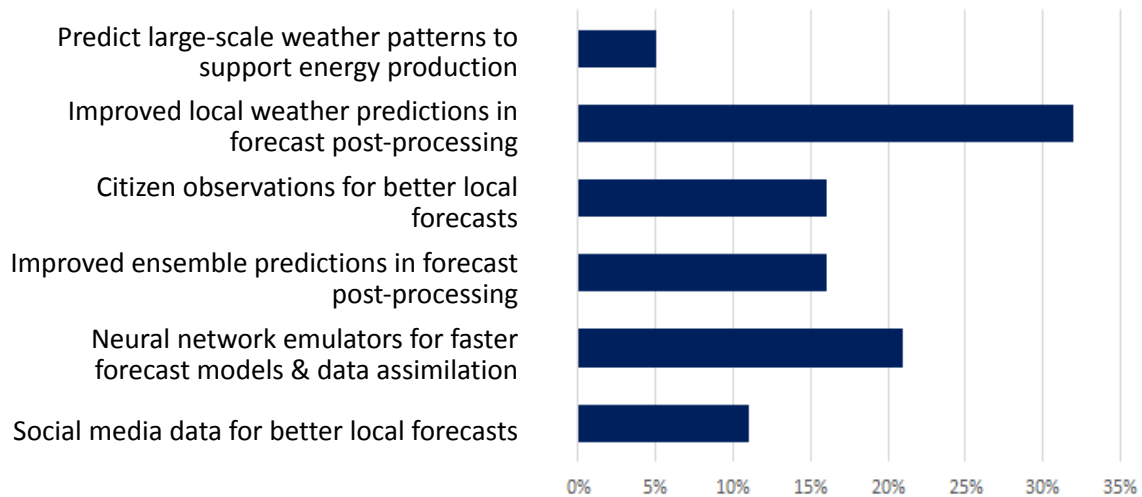 Predict large-scale weather patterns to
support energy production
Improved local weather predictions in
forecast post-processing
Citizen observations for better local
forecasts
Improved ensemble predictions in forecast
post-processing
Neural network emulators for faster
forecast models & data assimilation
Social media data for better local forecasts
0% 5% 10% 15% 20% 25% 30% 35%